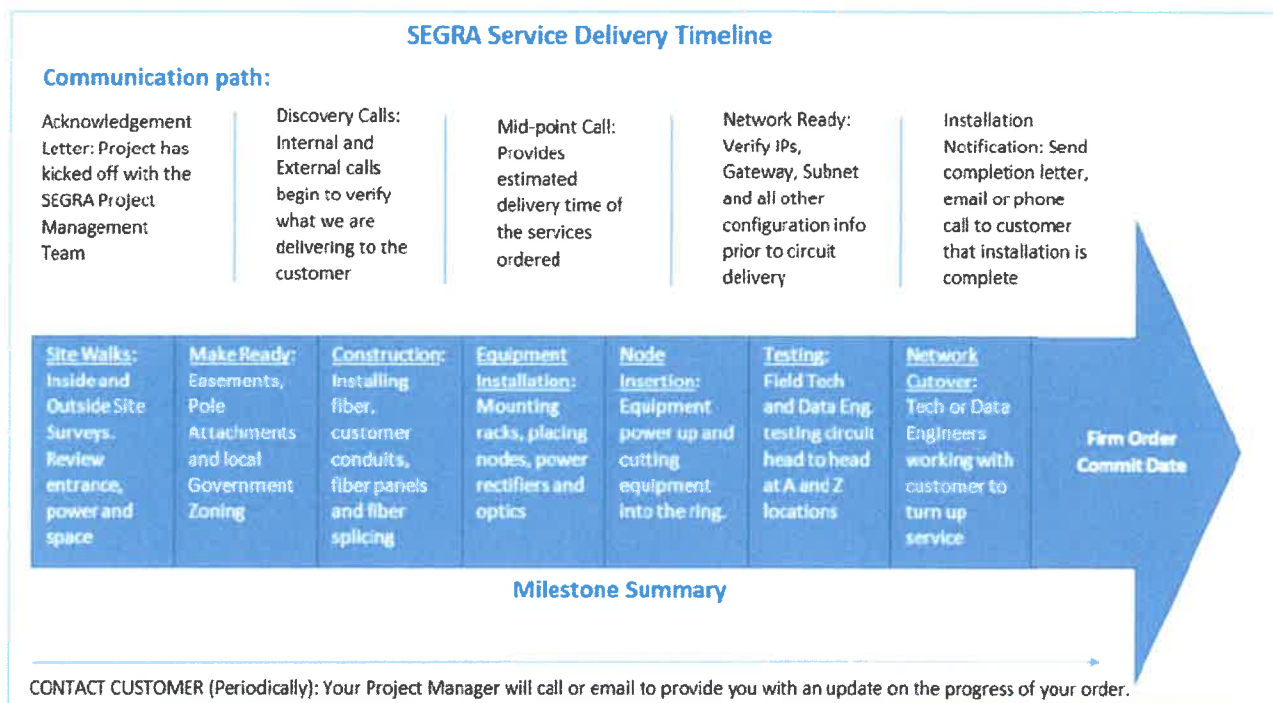 SEGRA Service Delivery Timeline
Communication path:
Acknowledgement
Letter: Project has
kicked off with the
SEGRA Project
Management
Team
Discovery Calls:
Internal and
External calls
begin to verify
what we are
delivering to the
customer
Mid-point Call:
Provides
estimated
delivery time of
the services
ordered
Network Ready:
Verify IPs,
Gateway, Subnet
and all other
configuration info
prior to circuit
delivery
Installation
Notification: Send
completion letter,
email or phone
call to customer
that installation is
complete
Site Walks:
Inside and
Outside Site
Surveys.
Review
entrance,
power and
space
Make Ready:
Easements,
Pole
Attachments
and local
Government
Zoning
Construction:
Installing
fiber,
customer
conduits,
fiber panels
and fiber
splicing
Equipment
Installation:
Mounting
racks, placing
nodes, power
rectifiers and
optics
Node
Insertion:
Equipment
power up and
cutting
equipment
into the ring.
Testing:
Field Tech
and Data Eng.
testing circuit
head to head
at A and Z
locations
Network
Cutover:
Tech or Data
Engineers
working with
customer to
turn up
service
Firm Order
Commit Date
Milestone Summary
CONTACT CUSTOMER (Periodically): Your Project Manager will call or email to provide you with an update on the progress of your order.